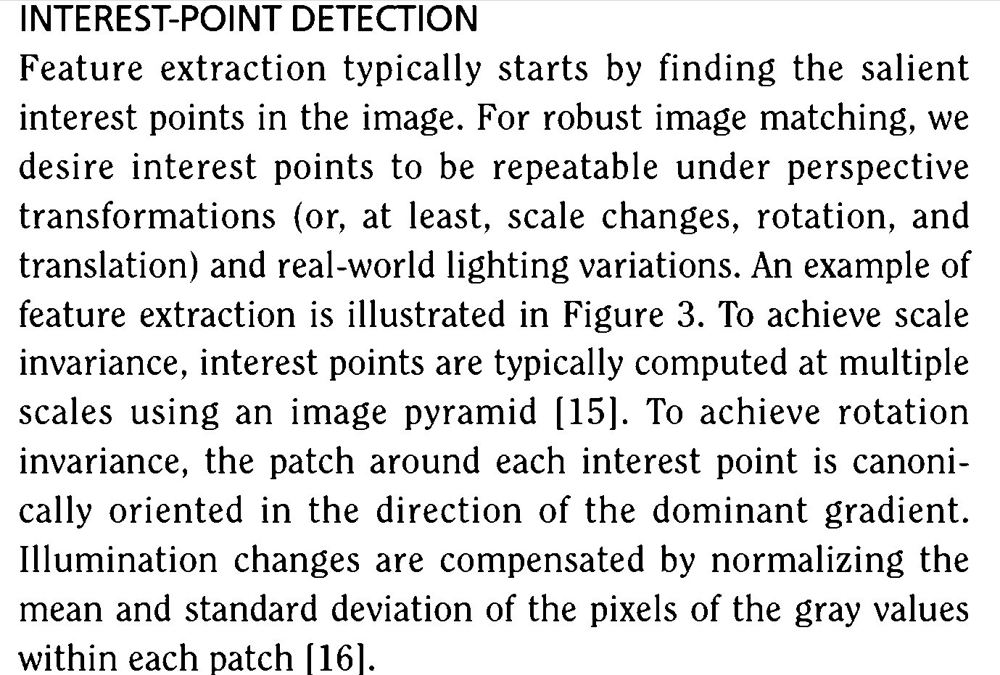 INTEREST-POINT DETECTION
Feature extraction typically starts by finding the salient
interest points in the image. For robust image matching, we
desire interest points to be repeatable under perspective
transformations (or, at least, scale changes, rotation, and
translation) and real-world lighting variations. An example of
feature extraction is illustrated in Figure 3. To achieve scale
invariance, interest points are typically computed at multiple
scales using an image pyramid [15]. To achieve rotation
invariance, the patch around each interest point is canoni-
cally oriented in the direction of the dominant gradient.
Illumination changes are compensated by normalizing the
mean and standard deviation of the pixels of the gray values
within each patch [16].